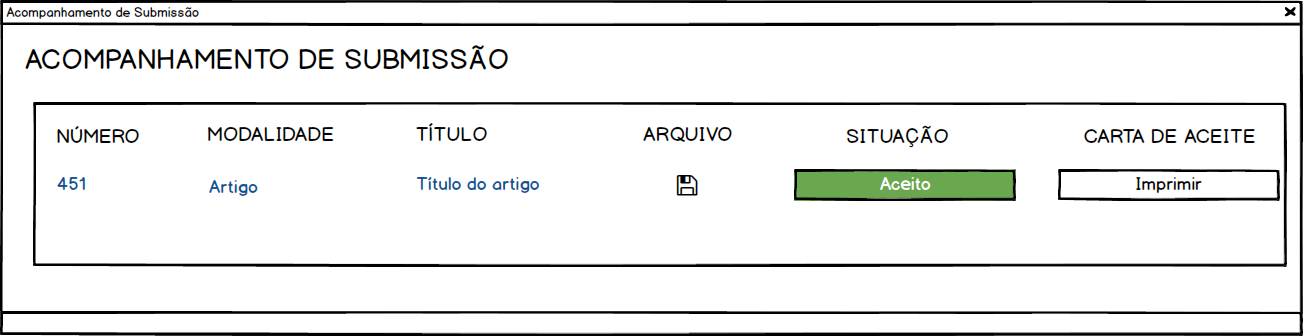 Acompanhamento de Submissão
ACOMPANHAMENTO DE SUBMISSÃO
NÚMERO MODALIDADE TÍTULO ARQUIVO SITUAÇÃO CARTA DE ACEITE
451 Artigo Título do artigo Aceito Imprimir